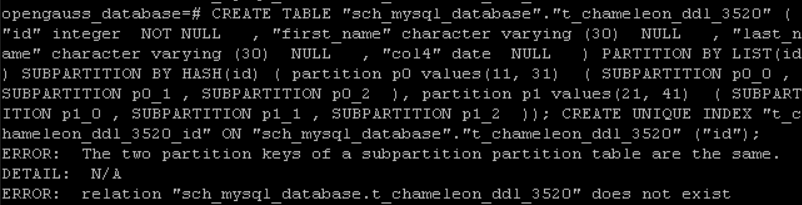 opengauss_database=# CREATE TABLE "sch_mysql_database"."t_chameleon_ddl_3520" (
"id" integer  NOT NULL   , "first_name" character varying (30)  NULL   , "last_n
ame" character varying (30)  NULL   , "col4" date  NULL   ) PARTITION BY LIST(id
) SUBPARTITION BY HASH(id) ( partition p0 values(11, 31)  ( SUBPARTITION p0_0 ,
SUBPARTITION p0_1 , SUBPARTITION p0_2  ), partition p1 values(21, 41)  ( SUBPART
ITION p1_0 , SUBPARTITION p1_1 , SUBPARTITION p1_2  )); CREATE UNIQUE INDEX "t_c
hameleon_ddl_3520_id" ON "sch_mysql_database"."t_chameleon_ddl_3520" ("id");
ERROR:  The two partition keys of a subpartition partition table are the same.
DETAIL:  N/A
ERROR:  relation "sch_mysql_database.t_chameleon_ddl_3520" does not exist